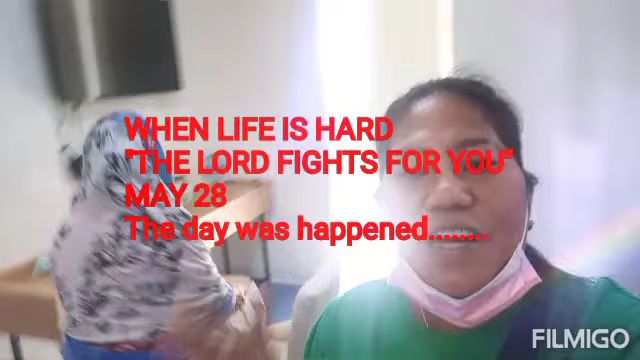 WHEN LIFE IS HARD
"THE LORD FIGHTS FOR YOU"
MAY 28
The day was happened........
FILMIGO